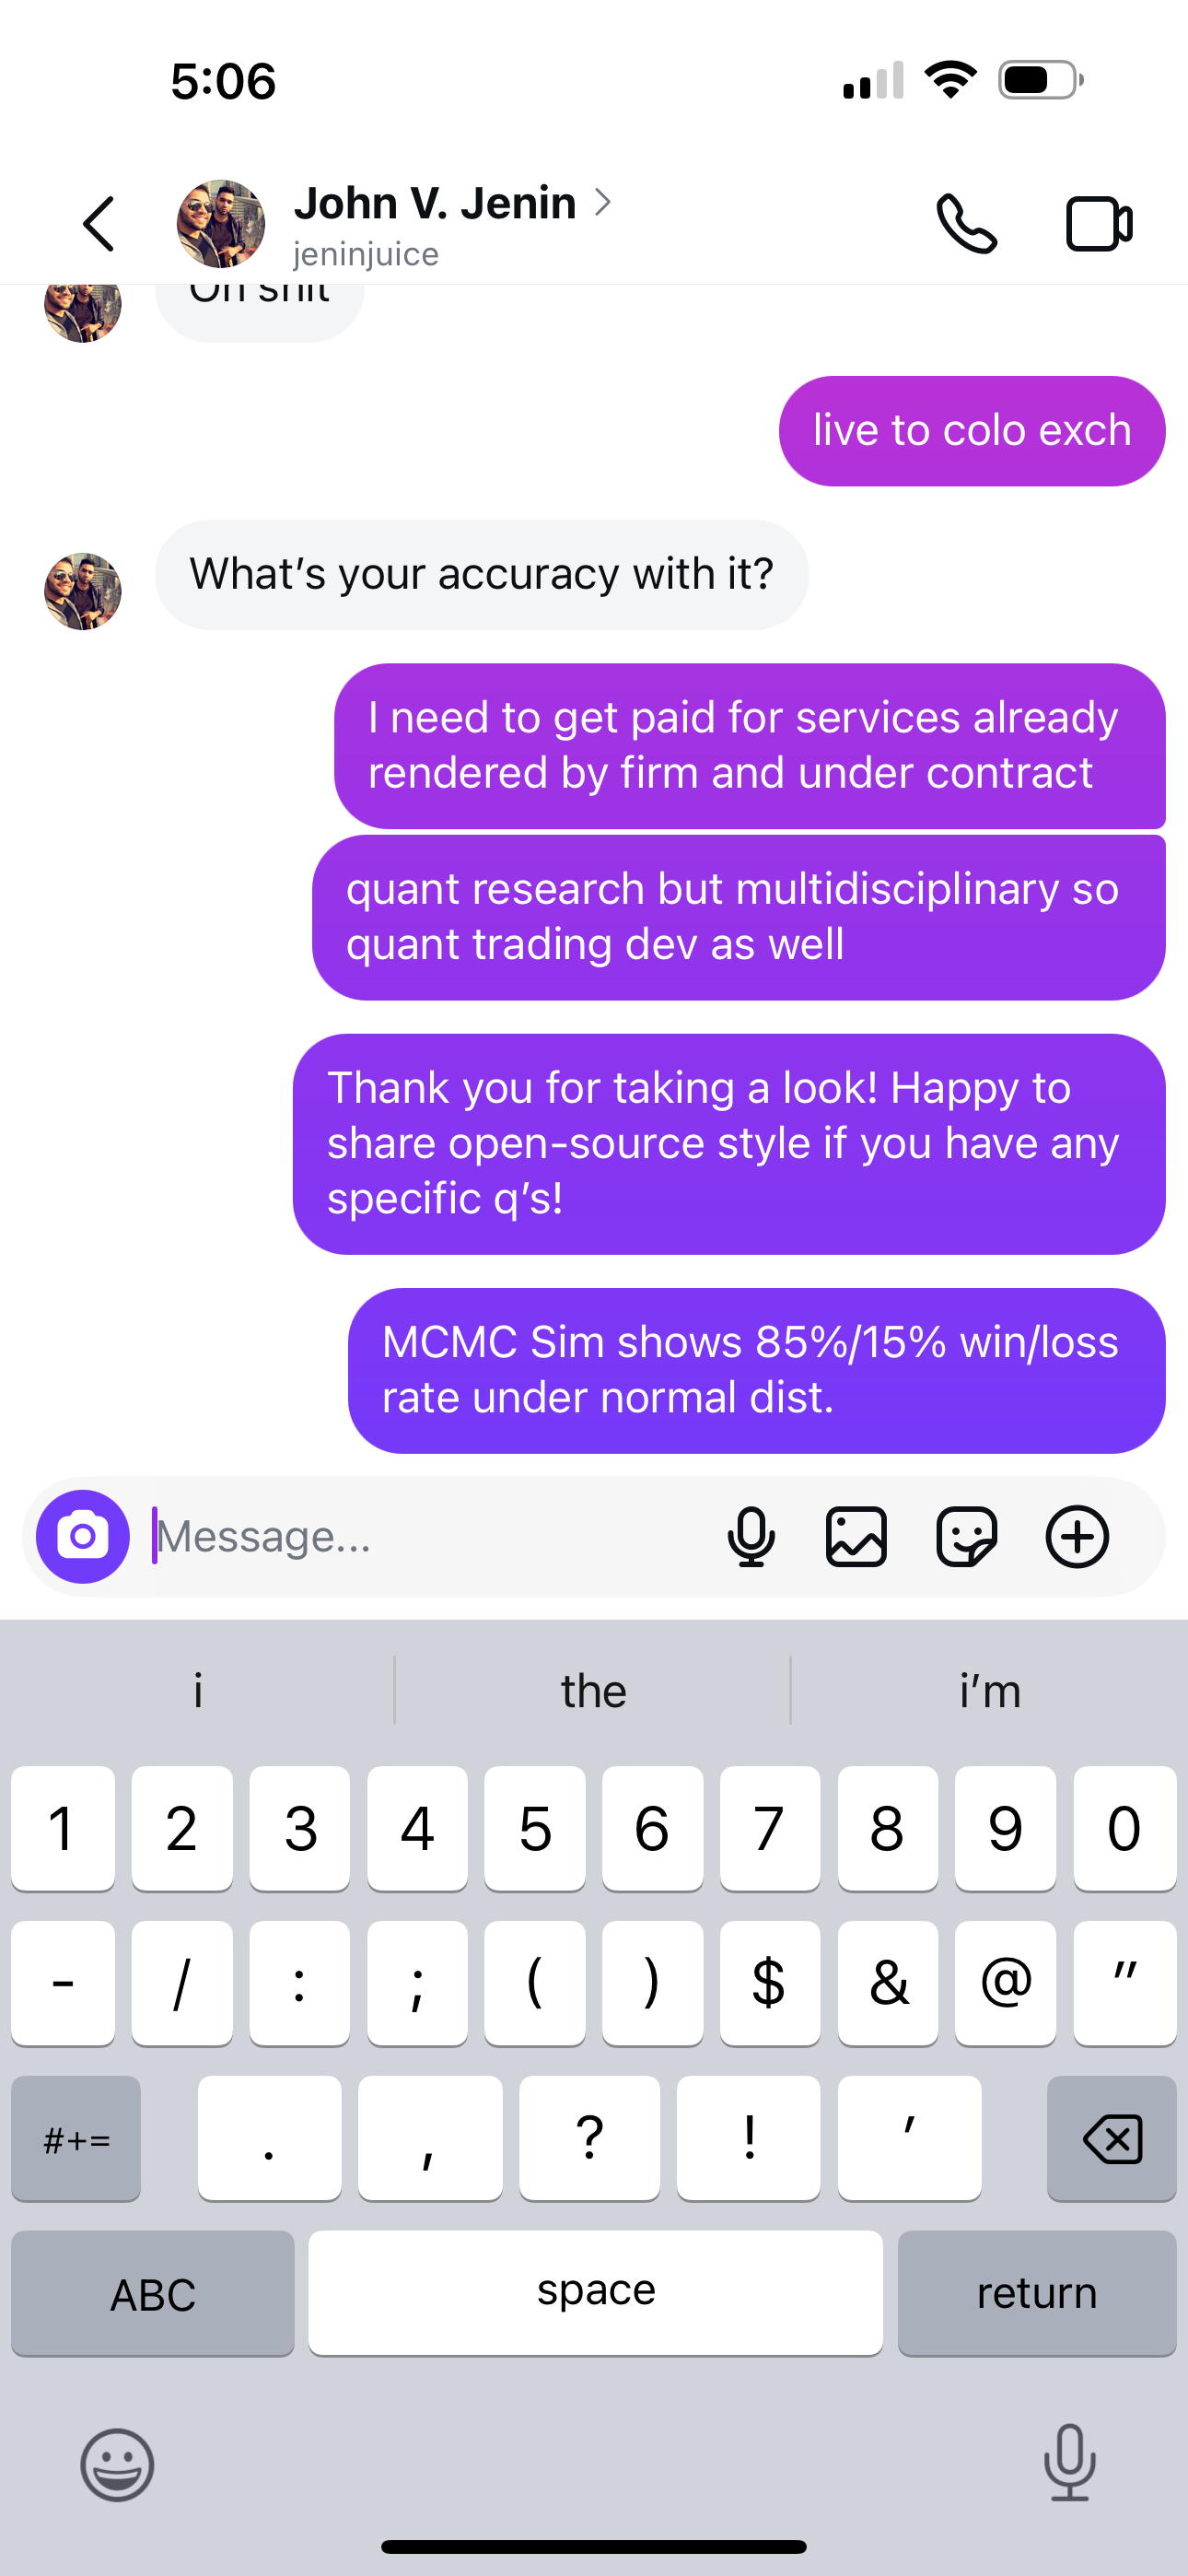 5:06
John V. Jenin
jeninjuice
Oh shit
live to colo exch
What's your accuracy with it?
I need to get paid for services already
rendered by firm and under contract
quant research but multidisciplinary so
quant trading dev as well
Thank you for taking a look! Happy to
share open-source style if you have any
specific q's!
MCMC Sim shows 85%/15% win/loss
rate under normal dist.
Message...
i the i'm
1 2 3 4 5 6 7 8 9 0
- / : ; ( ) $ & @ "
#+= . , ? ! '
ABC space return